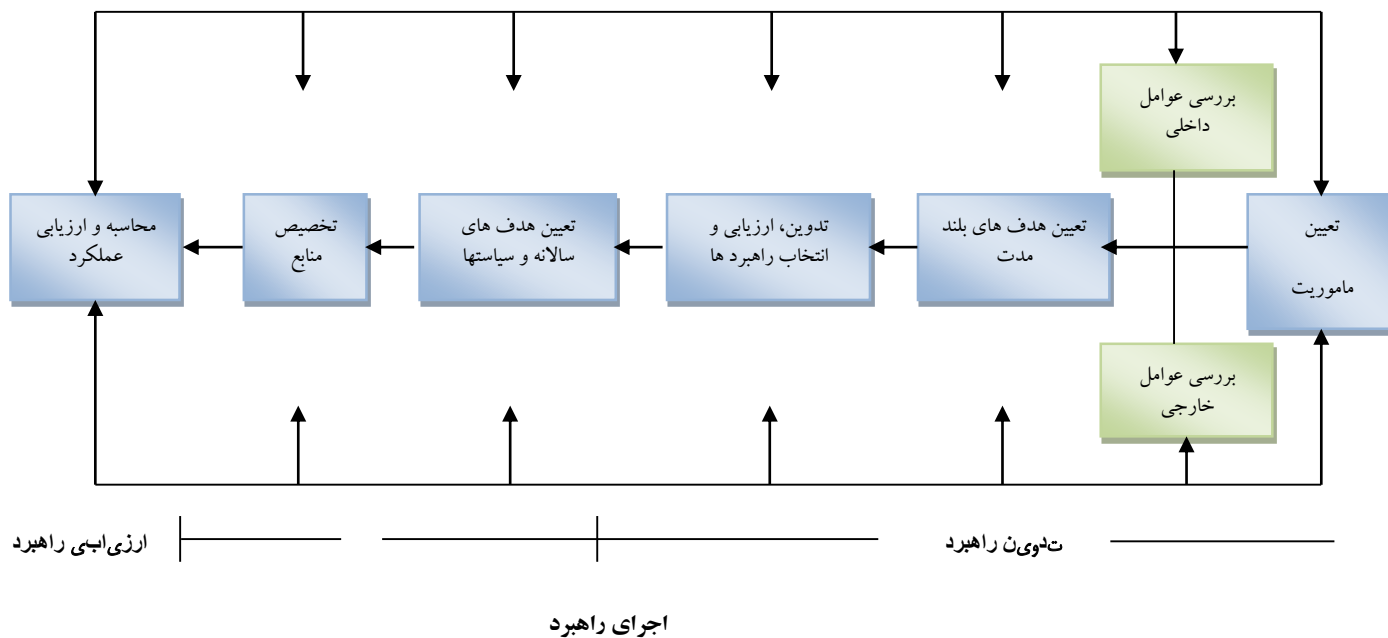 بررسی عوامل
داخلی
تعیین
ماموریت
تعیین هدف های بلند
مدت
تدوین، ارزیابی و
انتخاب راهبرد ها
تعیین هدف های
سالانه و سیاستها
تخصیص
منابع
محاسبه و ارزیابی
عملکرد
بررسی عوامل
خارجی
تدوین راهبرد
ارزیابی راهبرد
اجرای راهبرد